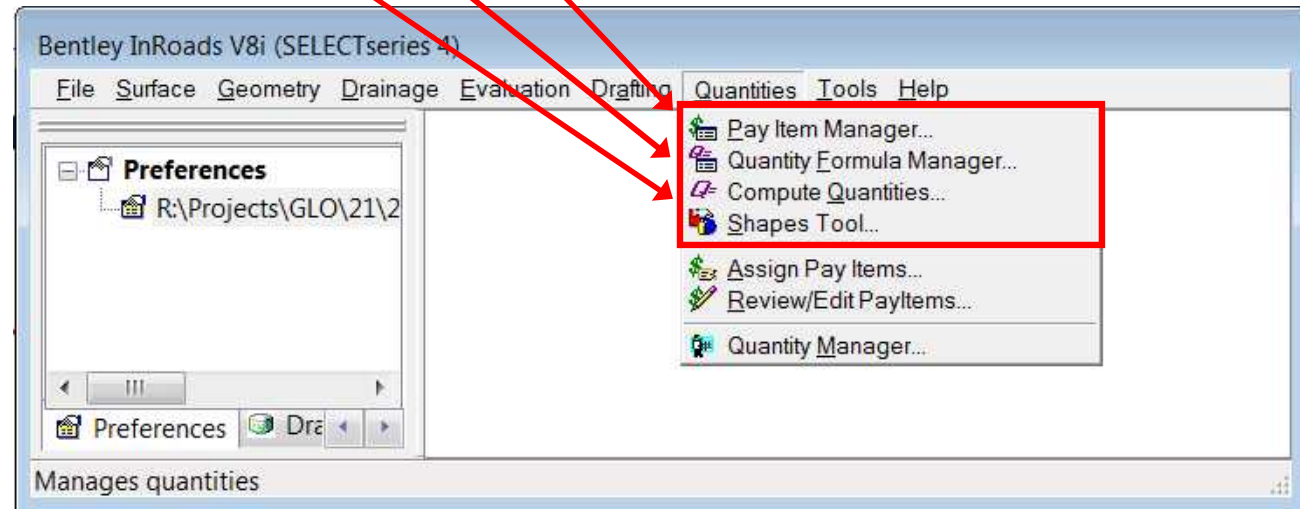 Bentley InRoads V8i (SELECTseries 4)
File Surface Geometry Drainage Evaluation Drafting Quantities Tools Help
Preferences
R:\Projects\GLO\21\2
Pay Item Manager...
Quantity Formula Manager...
Compute Quantities...
Shapes Tool...
Assign Pay Items...
Review/Edit PayItems...
Quantity Manager...
Preferences Dra
Manages quantities